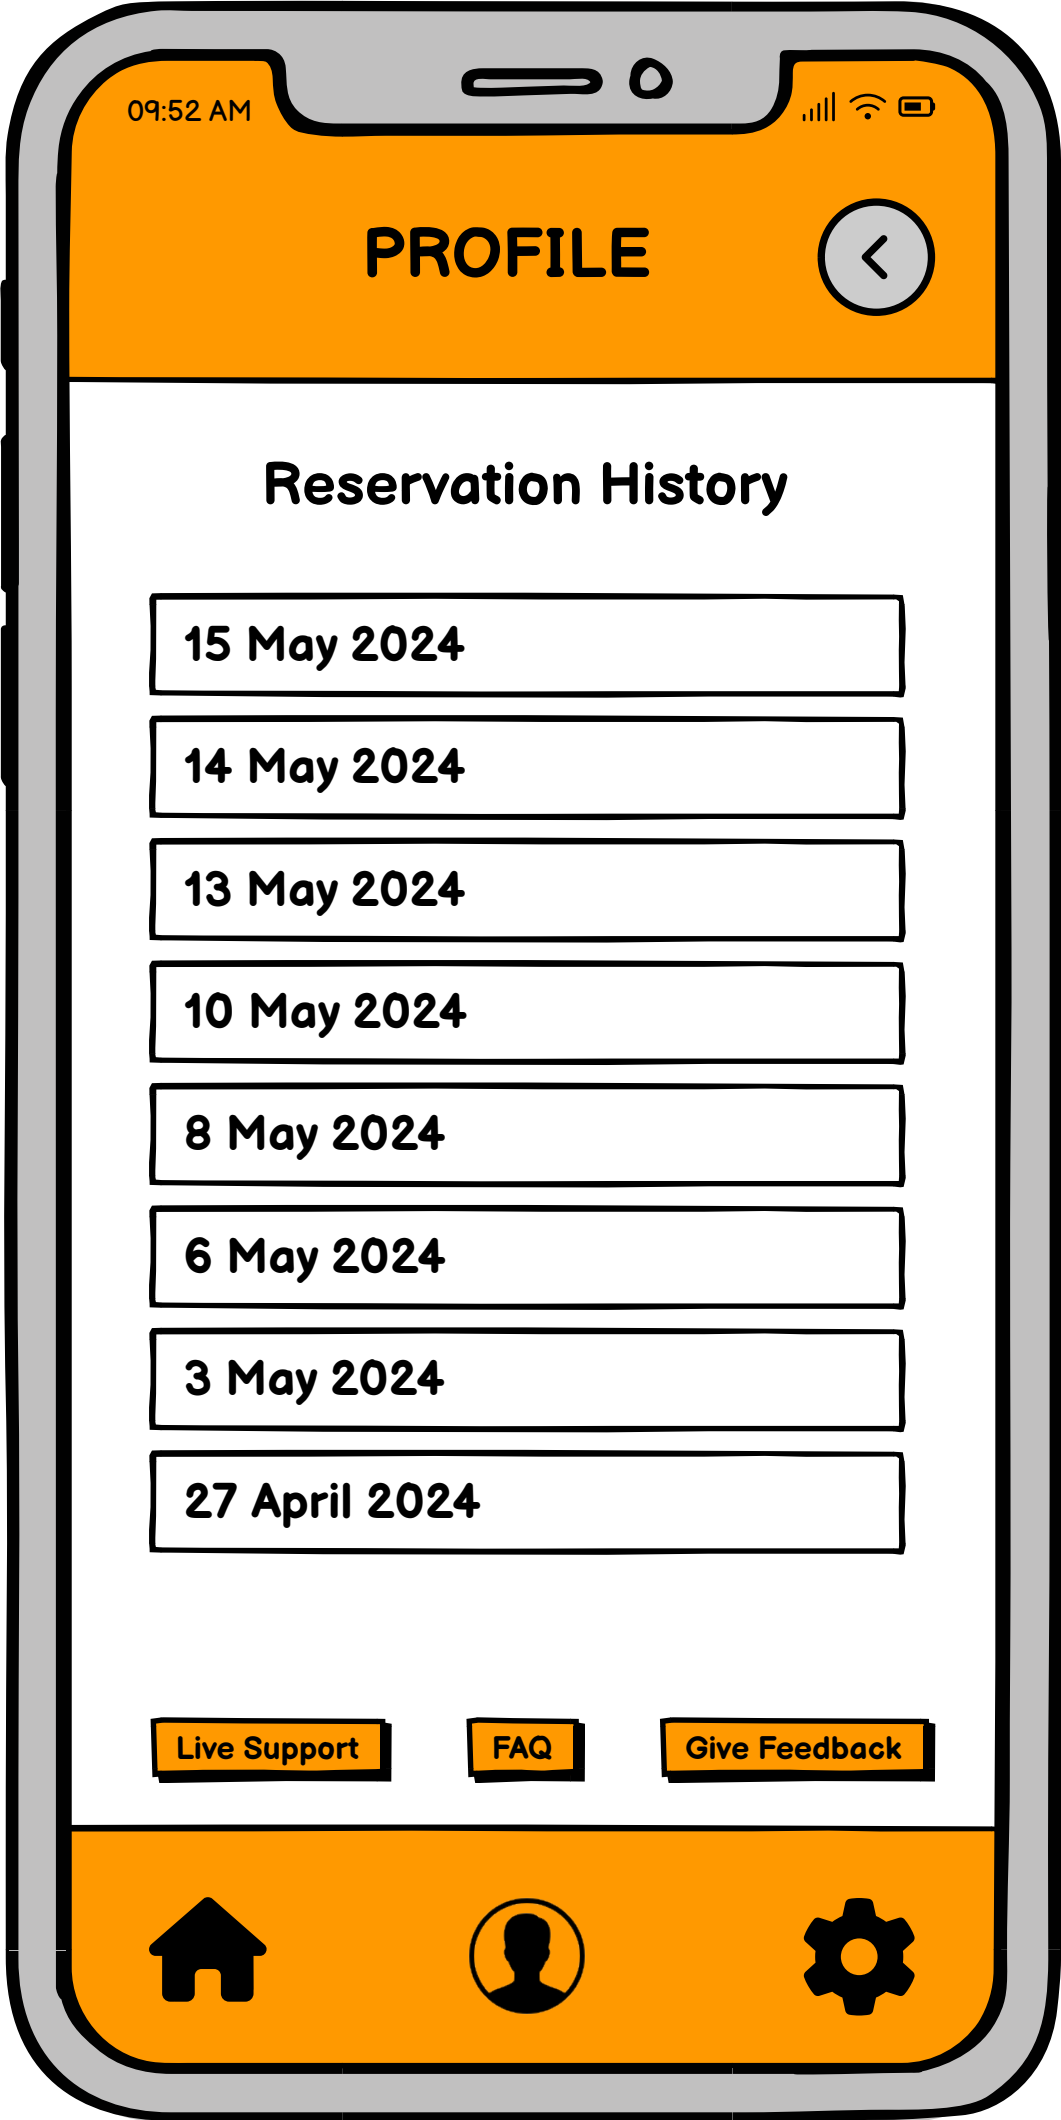 09:52 AM
PROFILE
Reservation History
15 May 2024
14 May 2024
13 May 2024
10 May 2024
8 May 2024
6 May 2024
3 May 2024
27 April 2024
Live Support
FAQ
Give Feedback